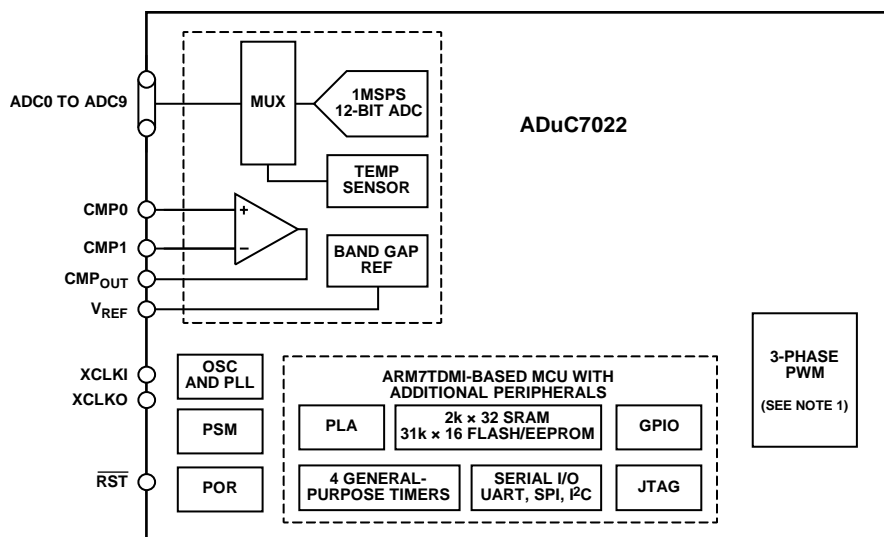 1MSPS
12-BIT ADC
MUX
ADC0 TO ADC9
ADuC7022
TEMP
SENSOR
CMP0
+
CMP1
−
BAND GAP
REF
CMPOUT
VREF
XCLKI
XCLKO
OSC
AND PLL
PSM
RST
POR
ARM7TDMI-BASED MCU WITH
ADDITIONAL PERIPHERALS
PLA
2k × 32 SRAM
31k × 16 FLASH/EEPROM
GPIO
4 GENERAL-
PURPOSE TIMERS
SERIAL I/O
UART, SPI, I²C
JTAG
3-PHASE
PWM
(SEE NOTE 1)